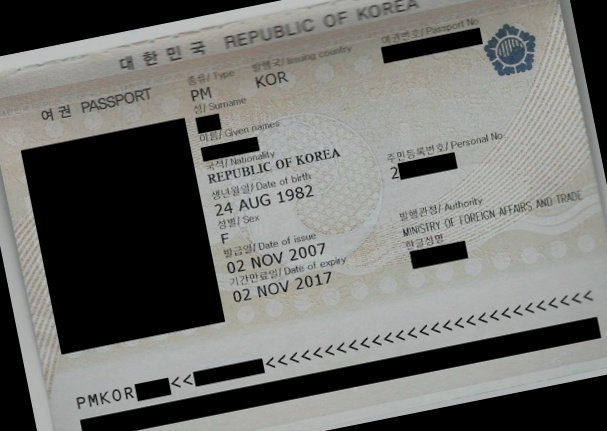 대한민국 REPUBLIC OF KOREA
여권 PASSPORT
종류/ Type 발행국/ Issuing country 여권번호/ Passport No.
PM KOR
성/ Surname
이름/ Given names
국적/ Nationality
REPUBLIC OF KOREA
주민등록번호/ Personal No.
2
생년월일/ Date of birth
24 AUG 1982
성별/ Sex
F
발행관청/ Authority
MINISTRY OF FOREIGN AFFAIRS AND TRADE
발급일/ Date of issue
02 NOV 2007
한글성명
기간만료일/ Date of expiry
02 NOV 2017
PMKOR<<<<<<<<<<<<<<<<<<<<<<<<<<<<<<